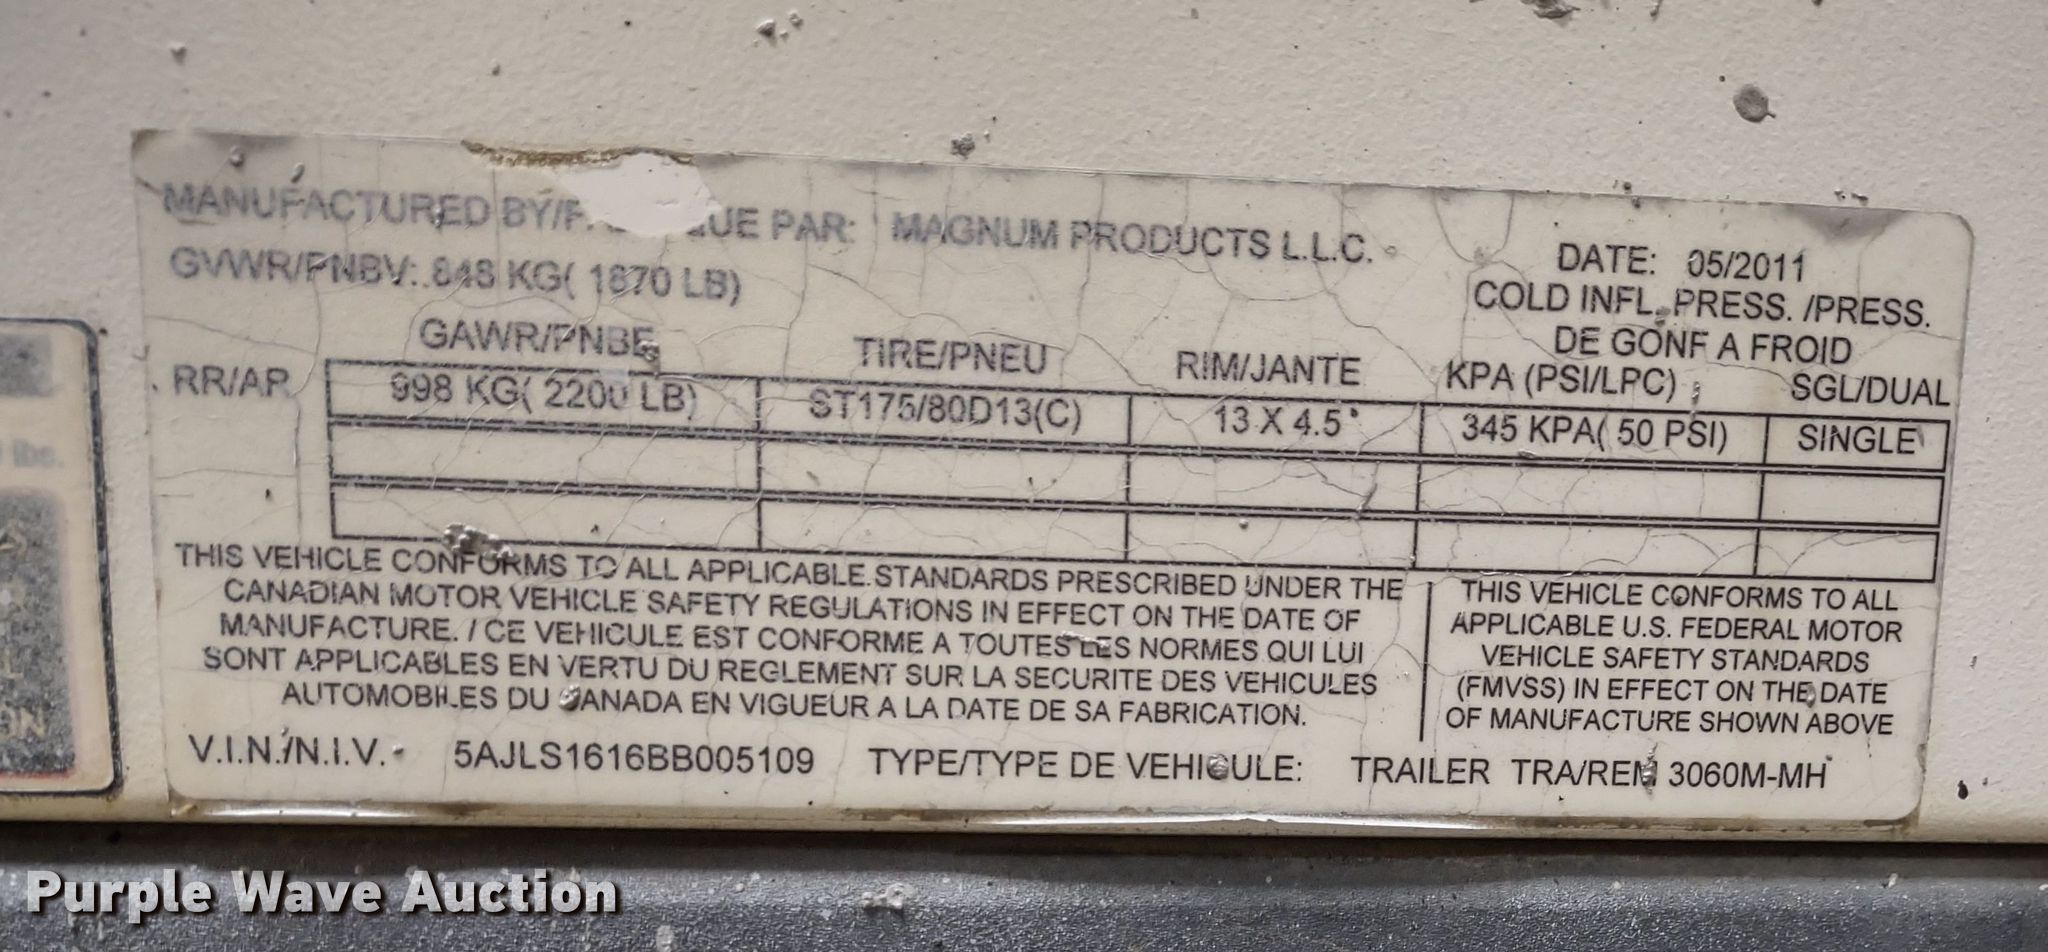 MANUFACTURED BY/F QUE PAR: MAGNUM PRODUCTS L.L.C.
DATE: 05/2011
GVWR/PNBV: 848 KG( 1870 LB)
COLD INFL. PRESS. /PRESS.
DE GONF A FROID
GAWR/PNBE TIRE/PNEU RIM/JANTE KPA (PSI/LPC) SGL/DUAL
RR/AR 998 KG( 2200 LB) ST175/80D13(C) 13 X 4.5" 345 KPA( 50 PSI) SINGLE
THIS VEHICLE CONFORMS TO ALL APPLICABLE STANDARDS PRESCRIBED UNDER THE
CANADIAN MOTOR VEHICLE SAFETY REGULATIONS IN EFFECT ON THE DATE OF
MANUFACTURE. / CE VEHICULE EST CONFORME A TOUTES LES NORMES QUI LUI
SONT APPLICABLES EN VERTU DU REGLEMENT SUR LA SECURITE DES VEHICULES
AUTOMOBILES DU CANADA EN VIGUEUR A LA DATE DE SA FABRICATION.
THIS VEHICLE CONFORMS TO ALL
APPLICABLE U.S. FEDERAL MOTOR
VEHICLE SAFETY STANDARDS
(FMVSS) IN EFFECT ON THE DATE
OF MANUFACTURE SHOWN ABOVE
V.I.N./N.I.V.: 5AJLS1616BB005109 TYPE/TYPE DE VEHICULE: TRAILER TRA/REM 3060M-MH
lbs.
Purple Wave Auction